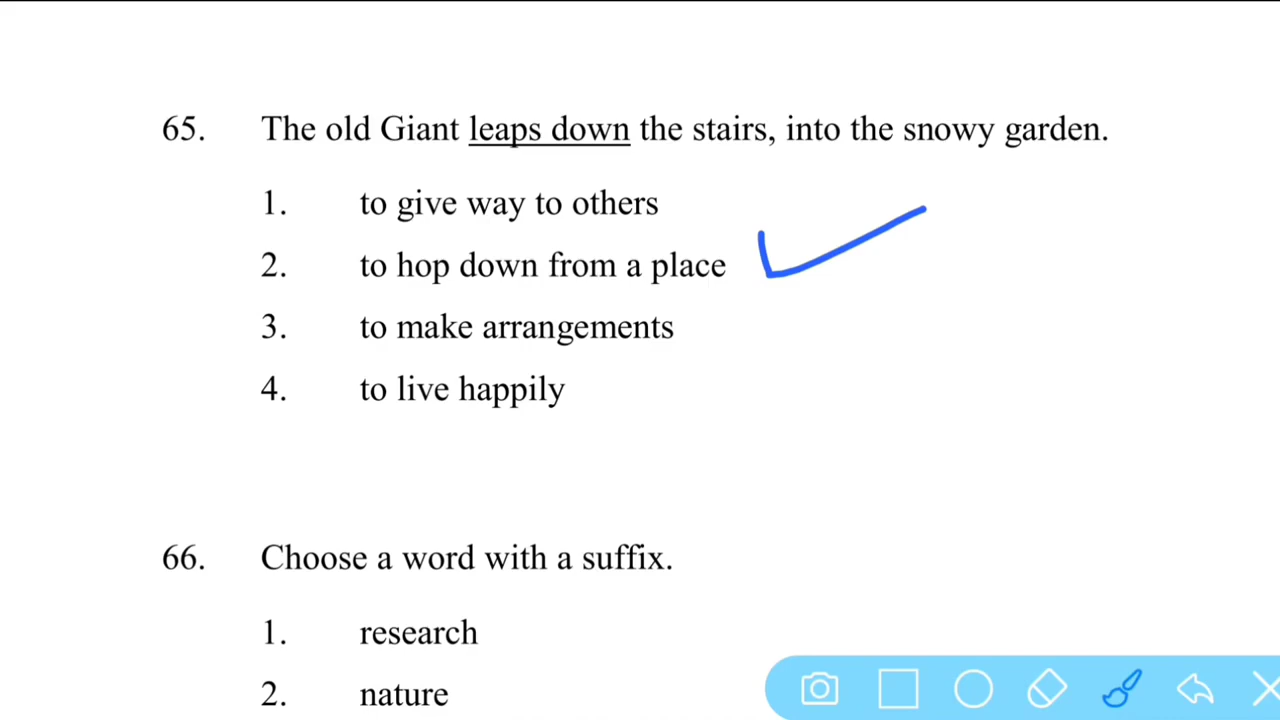 65. The old Giant leaps down the stairs, into the snowy garden.
1. to give way to others
2. to hop down from a place
3. to make arrangements
4. to live happily
66. Choose a word with a suffix.
1. research
2. nature